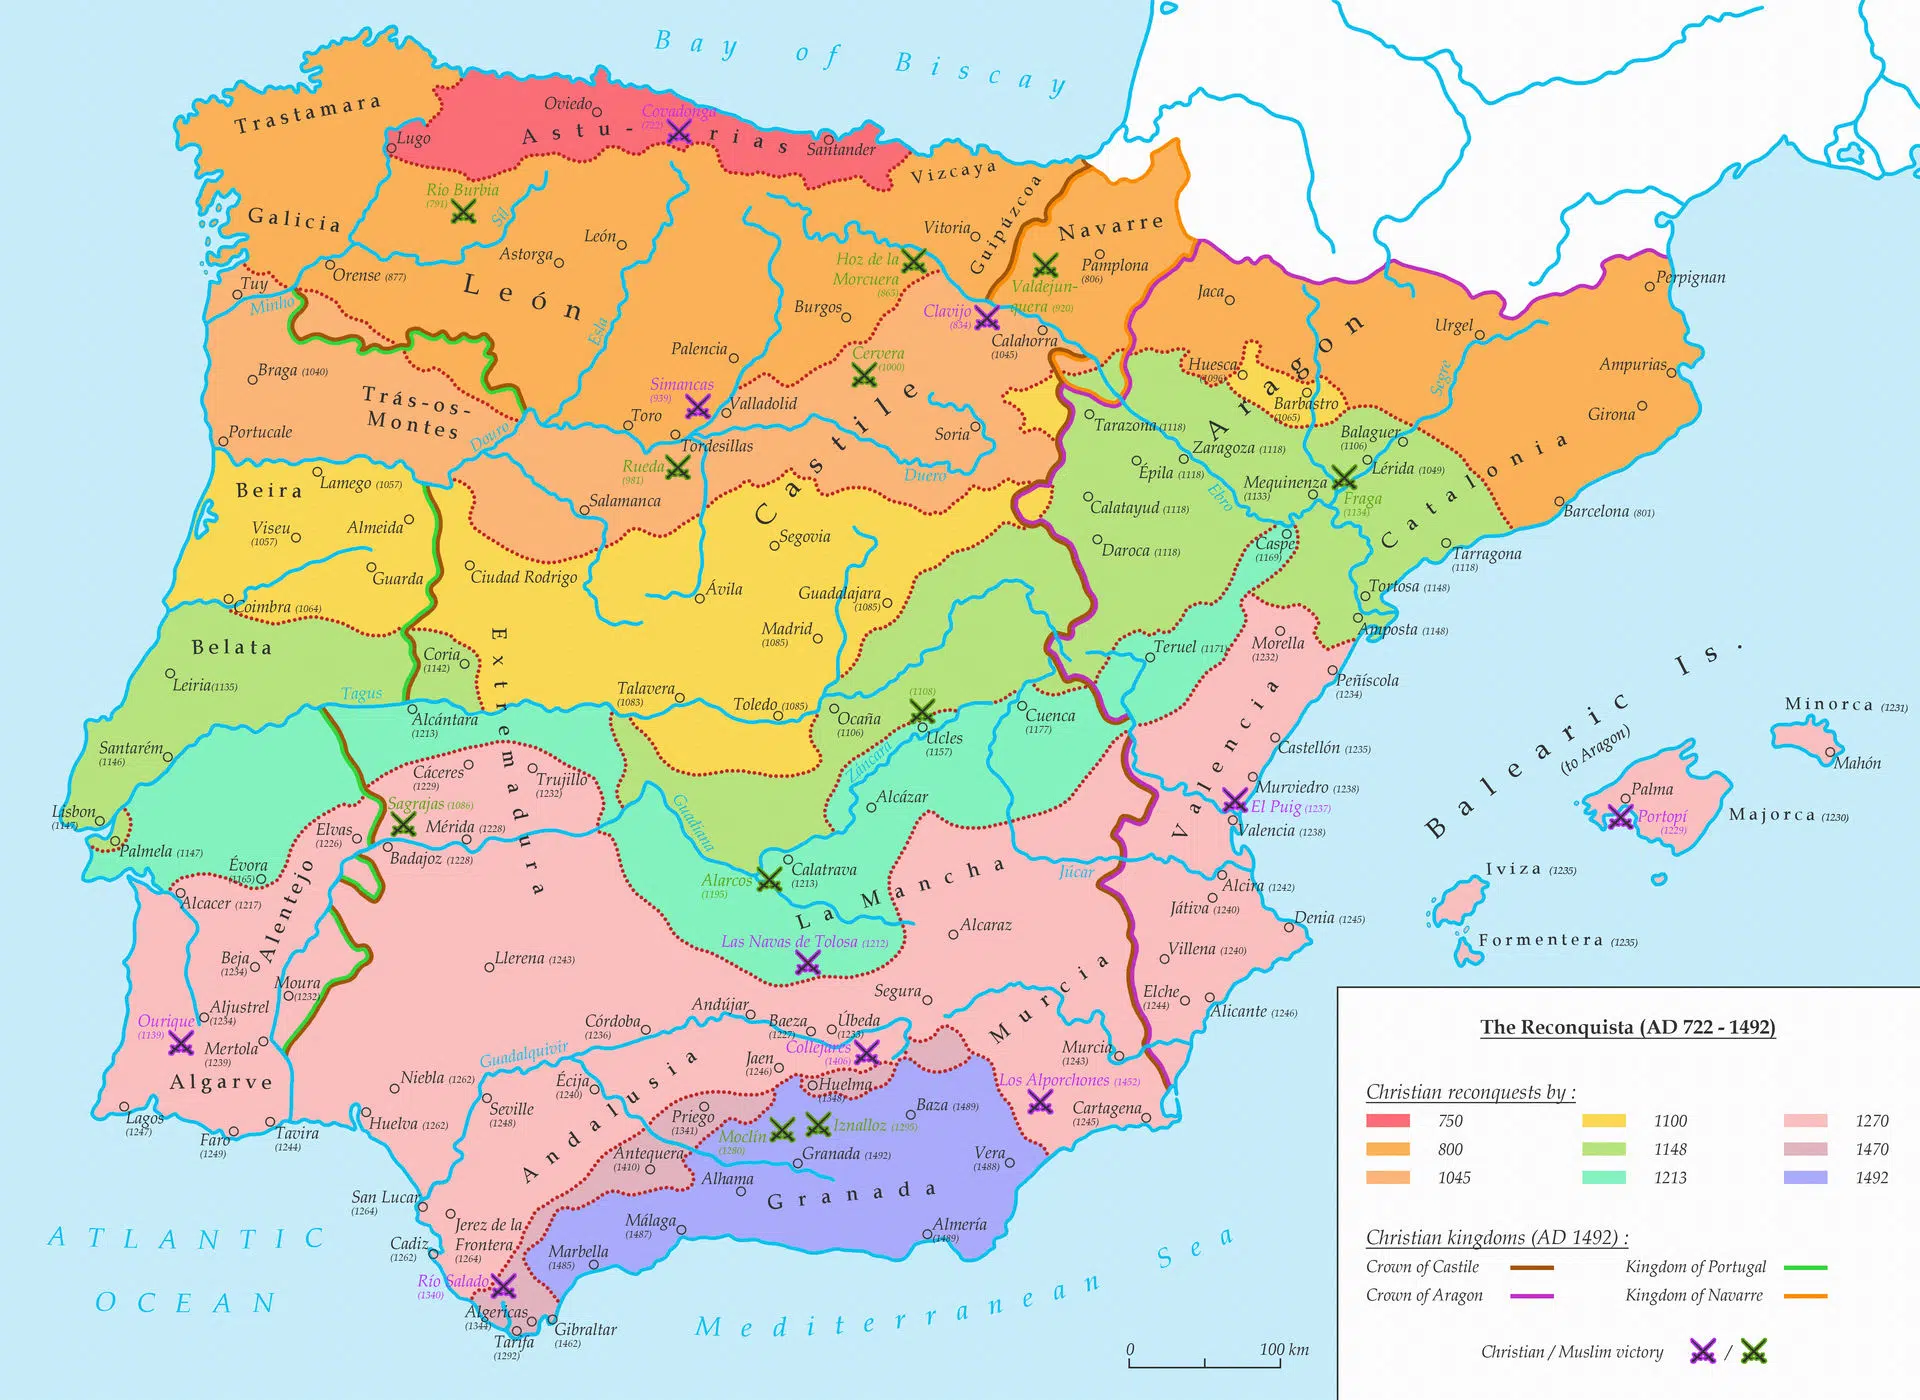 Bay of Biscay
Trastamara
Oviedo
Covadonga
(722)
Astu-rias
Lugo
Santander
Vizcaya
Guipúzcoa
Navarre
Rio Burbia
(791)
Sil
Galicia
León
Astorga
León
Vitoria
Hoz de la
Morcuera
(865)
Pamplona
(806)
Valdejun-
quera (920)
Orense (877)
Tuy
Minho
Esla
Burgos
Clavijo
(834)
Calahorra
(1045)
Jaca
Perpignan
Urgel
Aragon
Palencia
Cervera
(1000)
Castile
Huesca
(1096)
Segre
Ampurias
Braga (1040)
Trás-os-
Montes
Simancas
(939)
Valladolid
Barbastro
(1065)
Girona
Portucale
Douro
Toro
Tordesillas
Soria
Tarazona (1118)
Balaguer
(1106)
Catalonia
Rueda
(981)
Duero
Zaragoza (1118)
Épila (1118)
Lérida (1049)
Beira
Lamego (1057)
Salamanca
Ebro
Mequinenza
(1133)
Fraga
(1134)
Calatayud (1118)
Barcelona (801)
Viseu
(1057)
Almeida
Segovia
Daroca (1118)
Caspe
(1169)
Tarragona
(1118)
Guarda
Ciudad Rodrigo
Ávila
Guadalajara
(1085)
Tortosa (1148)
Coimbra (1064)
Madrid
(1085)
Amposta (1148)
Belata
Extremadura
Coria
(1142)
Teruel (1171)
Morella
(1232)
Leiria (1135)
Tagus
Talavera
(1083)
Toledo (1085)
(1108)
Peñíscola
(1234)
Balearic Is.
(to Aragon)
Minorca (1231)
Alcántara
(1213)
Ocaña
(1106)
Ucles
(1157)
Cuenca
(1177)
Valencia
Santarém
(1146)
Záncara
Castellón (1235)
Mahón
Cáceres
(1229)
Trujillo
(1232)
Murviedro (1238)
El Puig (1237)
Palma
Portopí
(1229)
Majorca (1230)
Lisbon
(1147)
Sagrajas (1086)
Guadiana
Alcázar
Valencia (1238)
Elvas
(1226)
Mérida (1228)
Palmela (1147)
Badajoz (1228)
Évora
(1165)
Alentejo
Alarcos
(1195)
Calatrava
(1213)
La Mancha
Júcar
Iviza (1235)
Alcacer (1217)
Alcira (1242)
Játiva (1240)
Denia (1245)
Alcaraz
Las Navas de Tolosa (1212)
Formentera (1235)
Beja
(1234)
Llerena (1243)
Villena (1240)
Moura
(1232)
Segura
Murcia
Elche
(1244)
Alicante (1246)
Ourique
(1139)
Aljustrel
(1234)
Córdoba
(1236)
Andújar
Baeza
(1227)
Úbeda
(1233)
Collejares
(1406)
Mertola
(1239)
Guadalquivir
Andalusia
Jaen
(1246)
Murcia
(1243)
Algarve
Niebla (1262)
Écija
(1240)
Huelma
(1348)
Los Alporchones (1452)
Lagos
(1247)
Faro
(1249)
Tavira
(1244)
Huelva (1262)
Seville
(1248)
Priego
(1341)
Moclín
(1280)
Iznalloz (1295)
Baza (1489)
Cartagena
(1245)
Antequera
(1410)
Granada (1492)
Vera
(1488)
Alhama
Granada
San Lucar
(1264)
Jerez de la
Frontera
(1264)
Málaga
(1487)
Almería
(1489)
Cadiz
(1262)
Marbella
(1485)
Río Salado
(1340)
Algericas
(1344)
Tarifa
(1292)
Gibraltar
(1462)
ATLANTIC
OCEAN
Mediterranean Sea
0 100 km
The Reconquista (AD 722 - 1492)
Christian reconquests by :
750 1100 1270
800 1148 1470
1045 1213 1492
Christian kingdoms (AD 1492) :
Crown of Castile Kingdom of Portugal
Crown of Aragon Kingdom of Navarre
Christian / Muslim victory /